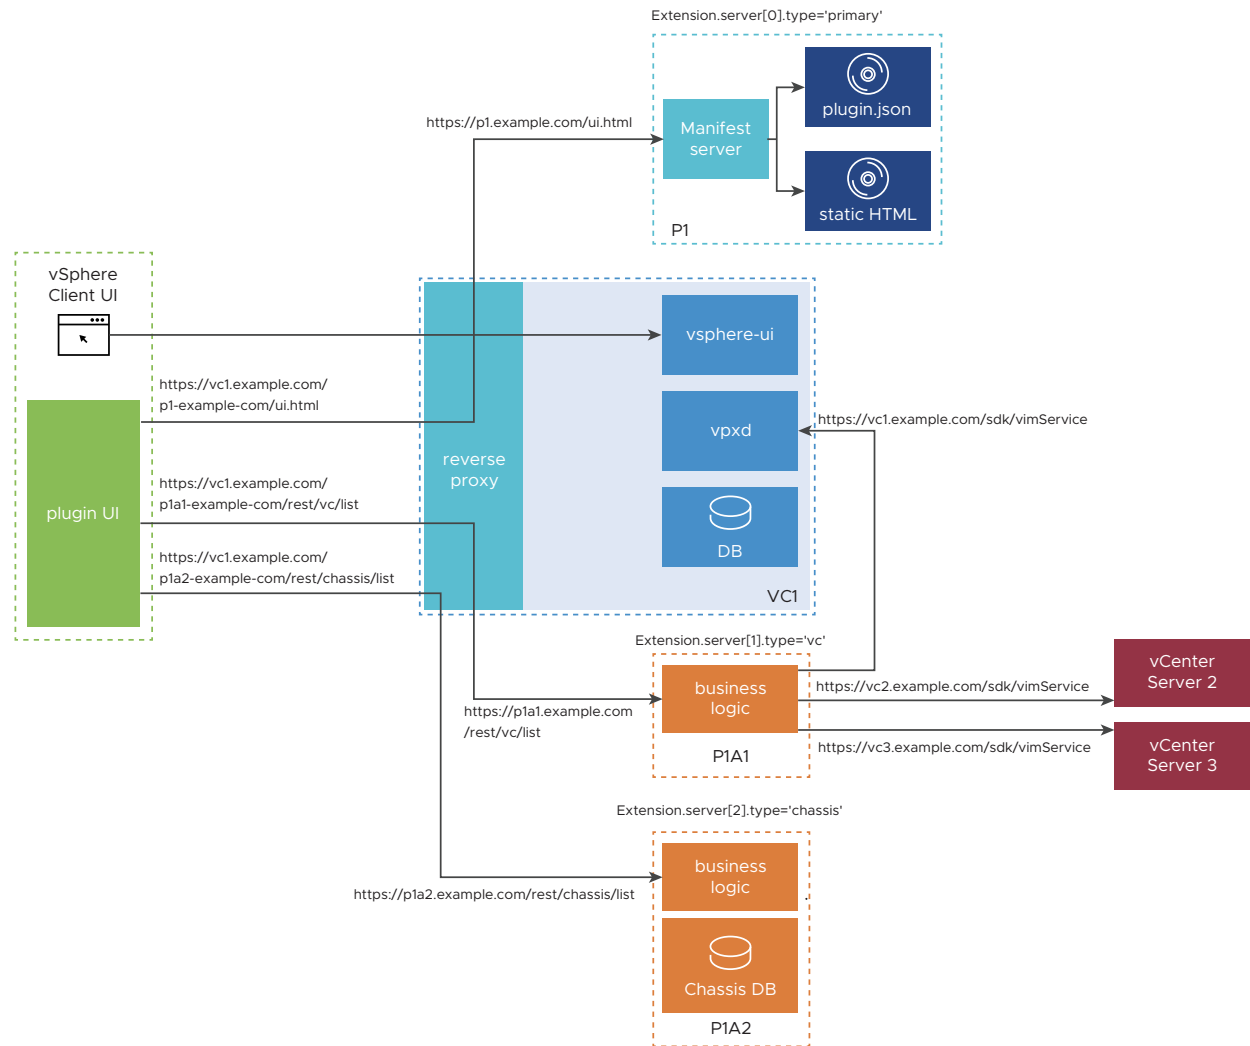 Extension.server[0].type='primary'
plugin.json
https://p1.example.com/ui.html
Manifest
server
static HTML
P1
vSphere
Client UI
vsphere-ui
https://vc1.example.com/
p1-example-com/ui.html
https://vc1.example.com/sdk/vimService
vpxd
reverse
proxy
https://vc1.example.com/
p1a1-example-com/rest/vc/list
plugin UI
DB
https://vc1.example.com/
p1a2-example-com/rest/chassis/list
VC1
Extension.server[1].type='vc'
business
logic
https://vc2.example.com/sdk/vimService
vCenter
Server 2
https://p1a1.example.com
/rest/vc/list
P1A1
https://vc3.example.com/sdk/vimService
vCenter
Server 3
Extension.server[2].type='chassis'
business
logic
https://p1a2.example.com/rest/chassis/list
.
Chassis DB
P1A2